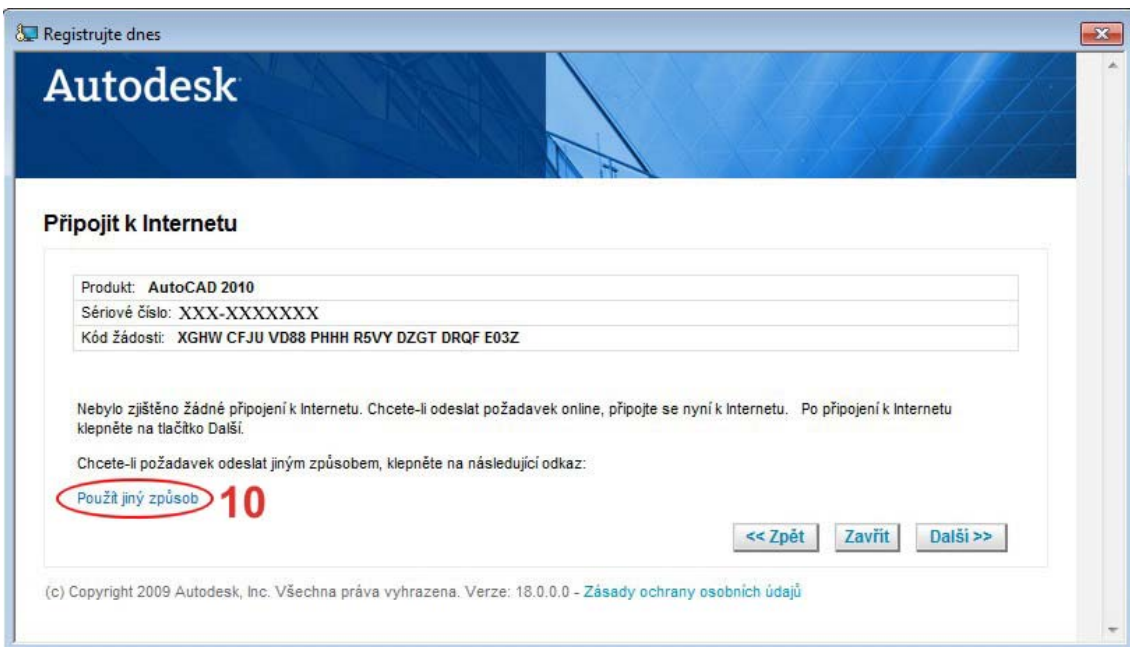 Registrujte dnes
Autodesk
Připojit k Internetu
Produkt: AutoCAD 2010
Sériové číslo: XXX-XXXXXXX
Kód žádosti: XGHW CFJU VD88 PHHH R5VY DZGT DRQF E03Z
Nebylo zjištěno žádné připojení k Internetu. Chcete-li odeslat požadavek online, připojte se nyní k Internetu. Po připojení k Internetu
klepněte na tlačítko Další.
Chcete-li požadavek odeslat jiným způsobem, klepněte na následující odkaz:
Použít jiný způsob 10
<< Zpět Zavřít Další >>
(c) Copyright 2009 Autodesk, Inc. Všechna práva vyhrazena. Verze: 18.0.0.0 - Zásady ochrany osobních údajů